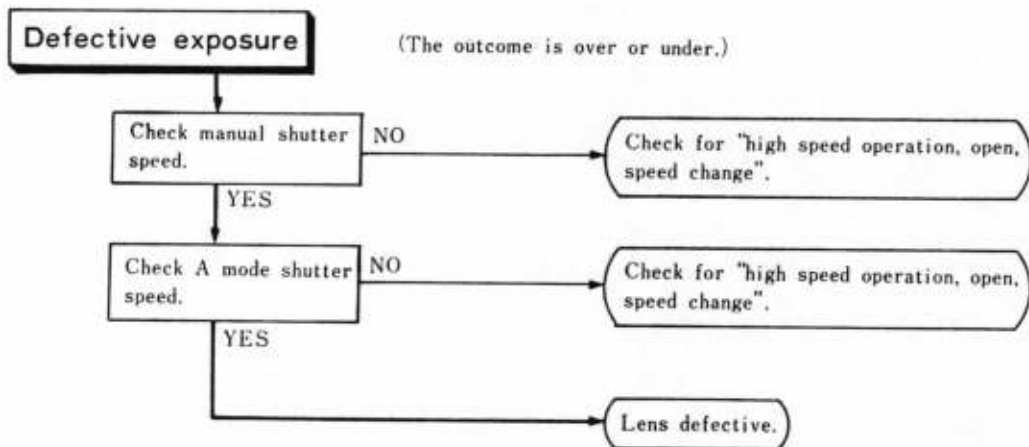 Defective exposure
(The outcome is over or under.)
Check manual shutter
speed.
NO
Check for "high speed operation, open,
speed change".
YES
Check A mode shutter
speed.
NO
Check for "high speed operation, open,
speed change".
YES
Lens defective.